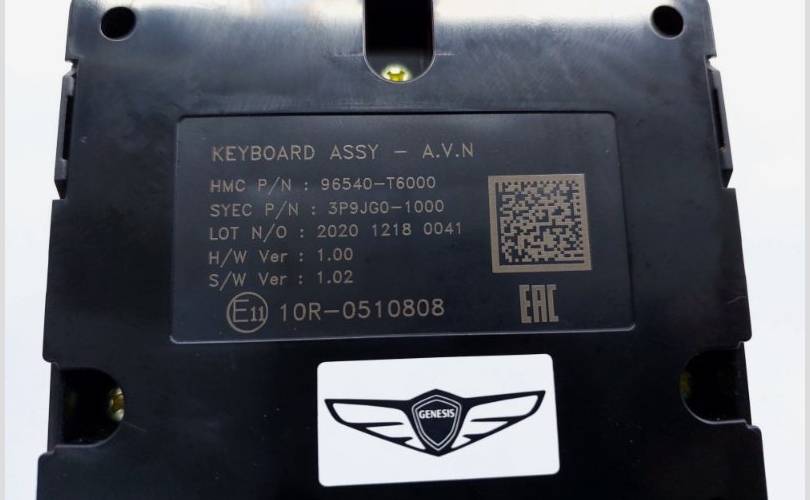 KEYBOARD ASSY - A.V.N
HMC P/N : 96540-T6000
SYEC P/N : 3P9JG0-1000
LOT N/O : 2020 1218 0041
H/W Ver : 1.00
S/W Ver : 1.02
E11 10R-0510808
EAC
GENESIS